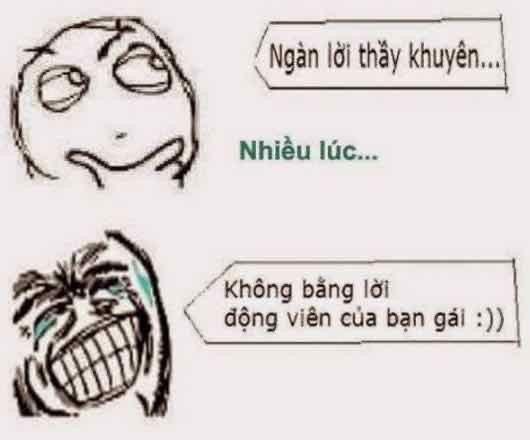 Ngàn lời thầy khuyên...
Nhiều lúc...
Không bằng lời
động viên của bạn gái :))